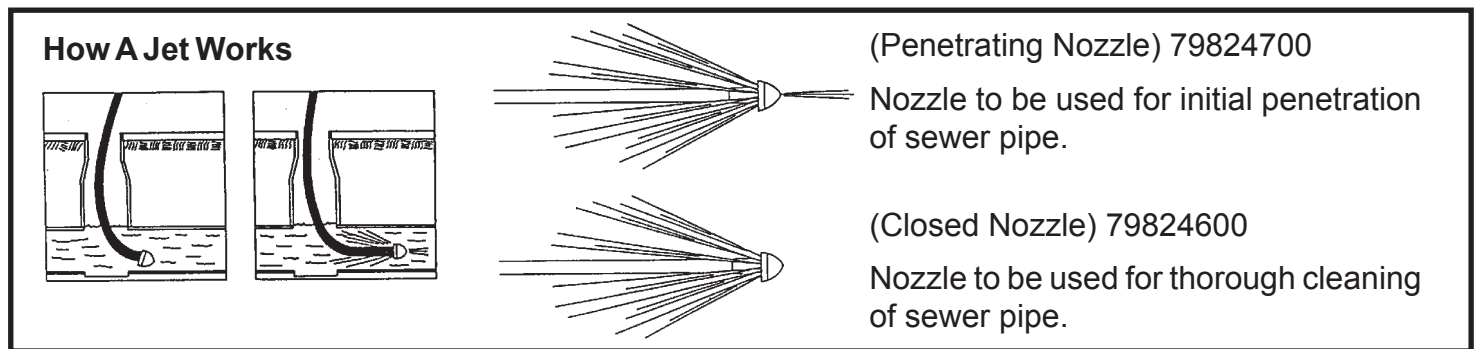 How A Jet Works
(Penetrating Nozzle) 79824700
Nozzle to be used for initial penetration
of sewer pipe.
(Closed Nozzle) 79824600
Nozzle to be used for thorough cleaning
of sewer pipe.